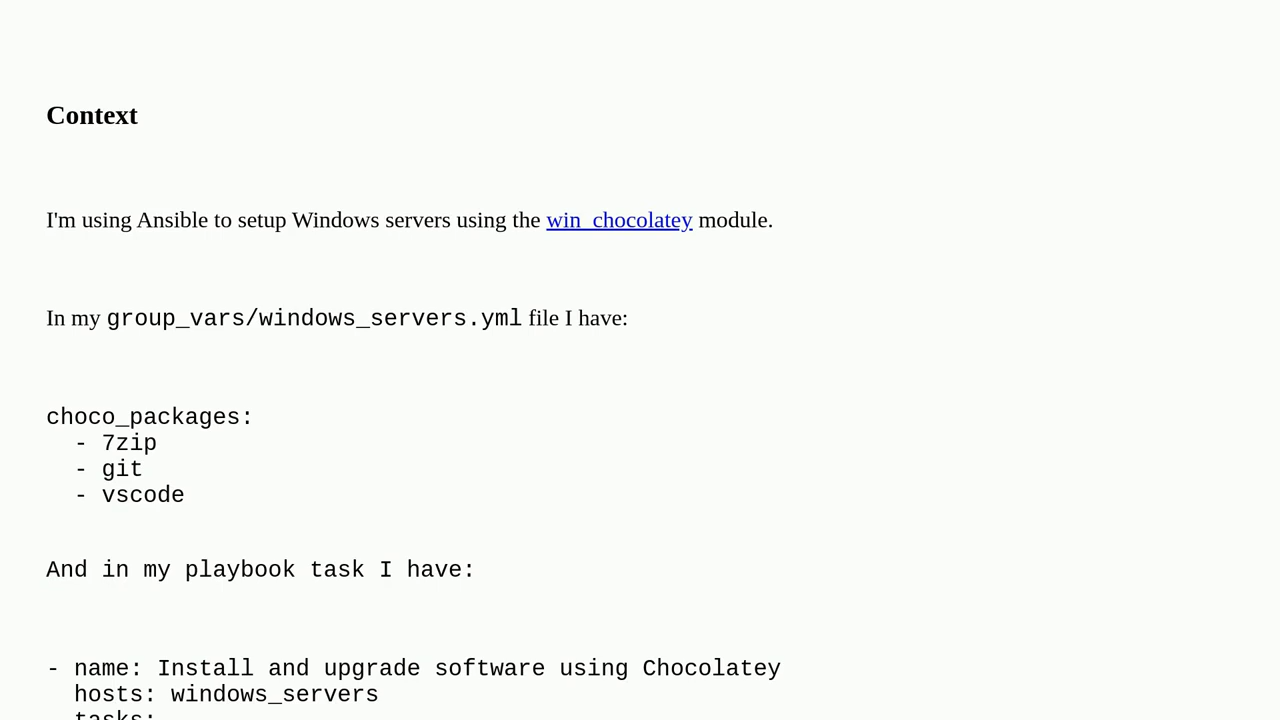 Context
I'm using Ansible to setup Windows servers using the win_chocolatey module.
In my group_vars/windows_servers.yml file I have:
choco_packages:
  - 7zip
  - git
  - vscode
And in my playbook task I have:
- name: Install and upgrade software using Chocolatey
  hosts: windows_servers
  tasks: